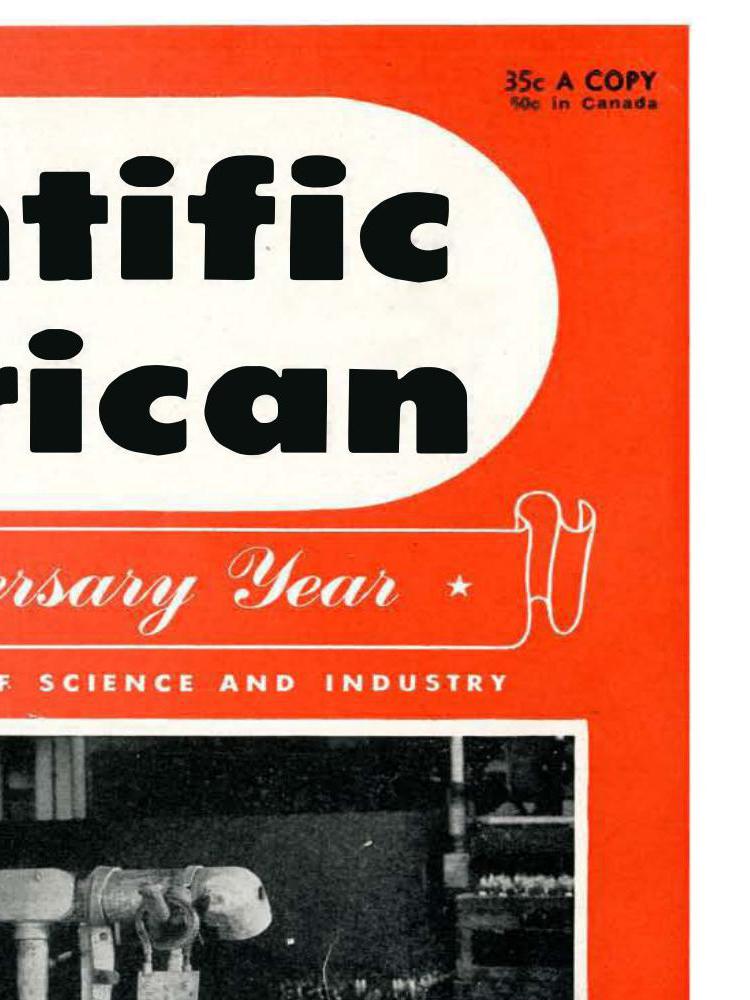 35c A COPY
50c in Canada
ntific
rican
ersary Year ★
F SCIENCE AND INDUSTRY